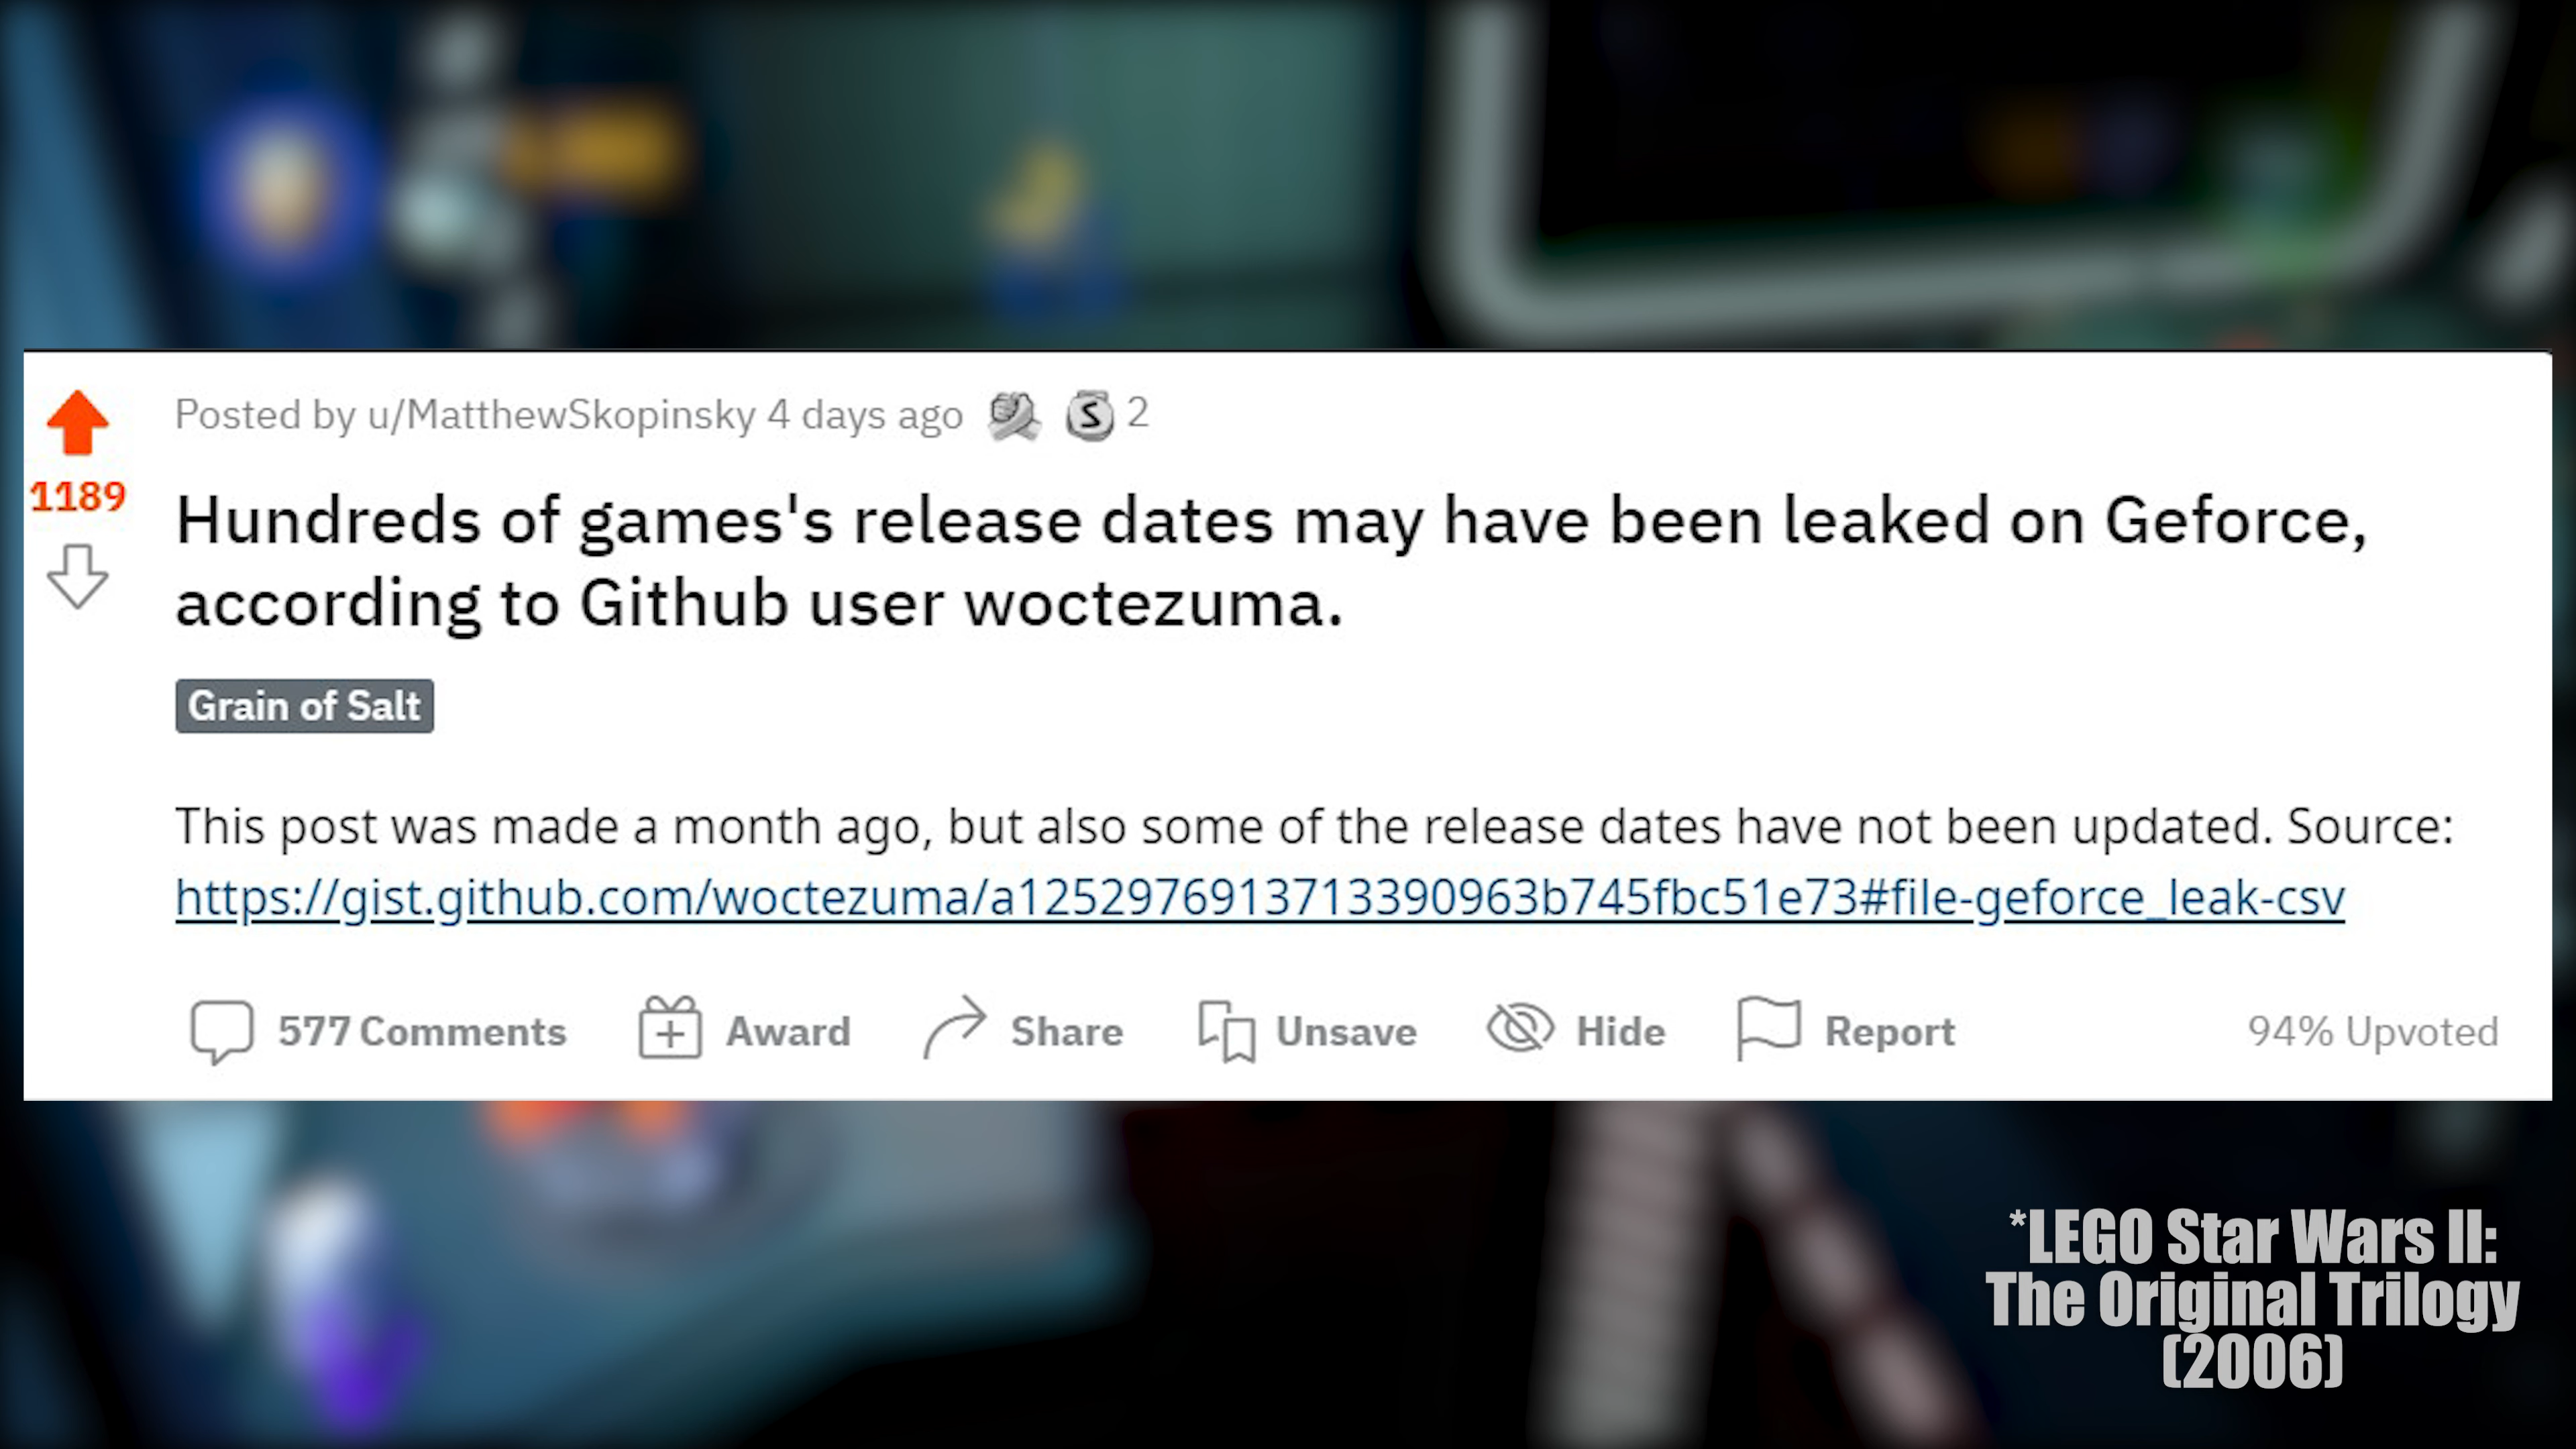 Posted by u/MatthewSkopinsky 4 days ago 2
1189
Hundreds of games's release dates may have been leaked on Geforce,
according to Github user woctezuma.
Grain of Salt
This post was made a month ago, but also some of the release dates have not been updated. Source:
https://gist.github.com/woctezuma/a1252976913713390963b745fbc51e73#file-geforce_leak-csv
577 Comments Award Share Unsave Hide Report 94% Upvoted
*LEGO Star Wars II:
The Original Trilogy
(2006)